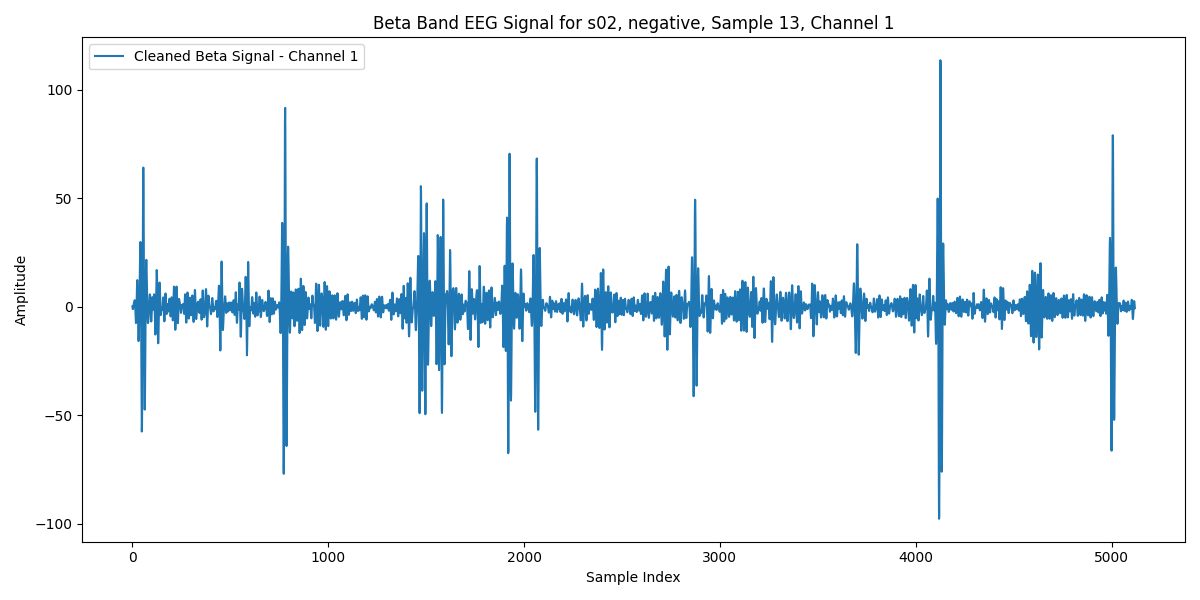 Beta Band EEG Signal for s02, negative, Sample 13, Channel 1
Cleaned Beta Signal - Channel 1
100
50
0
−50
−100
Amplitude
0 1000 2000 3000 4000 5000
Sample Index